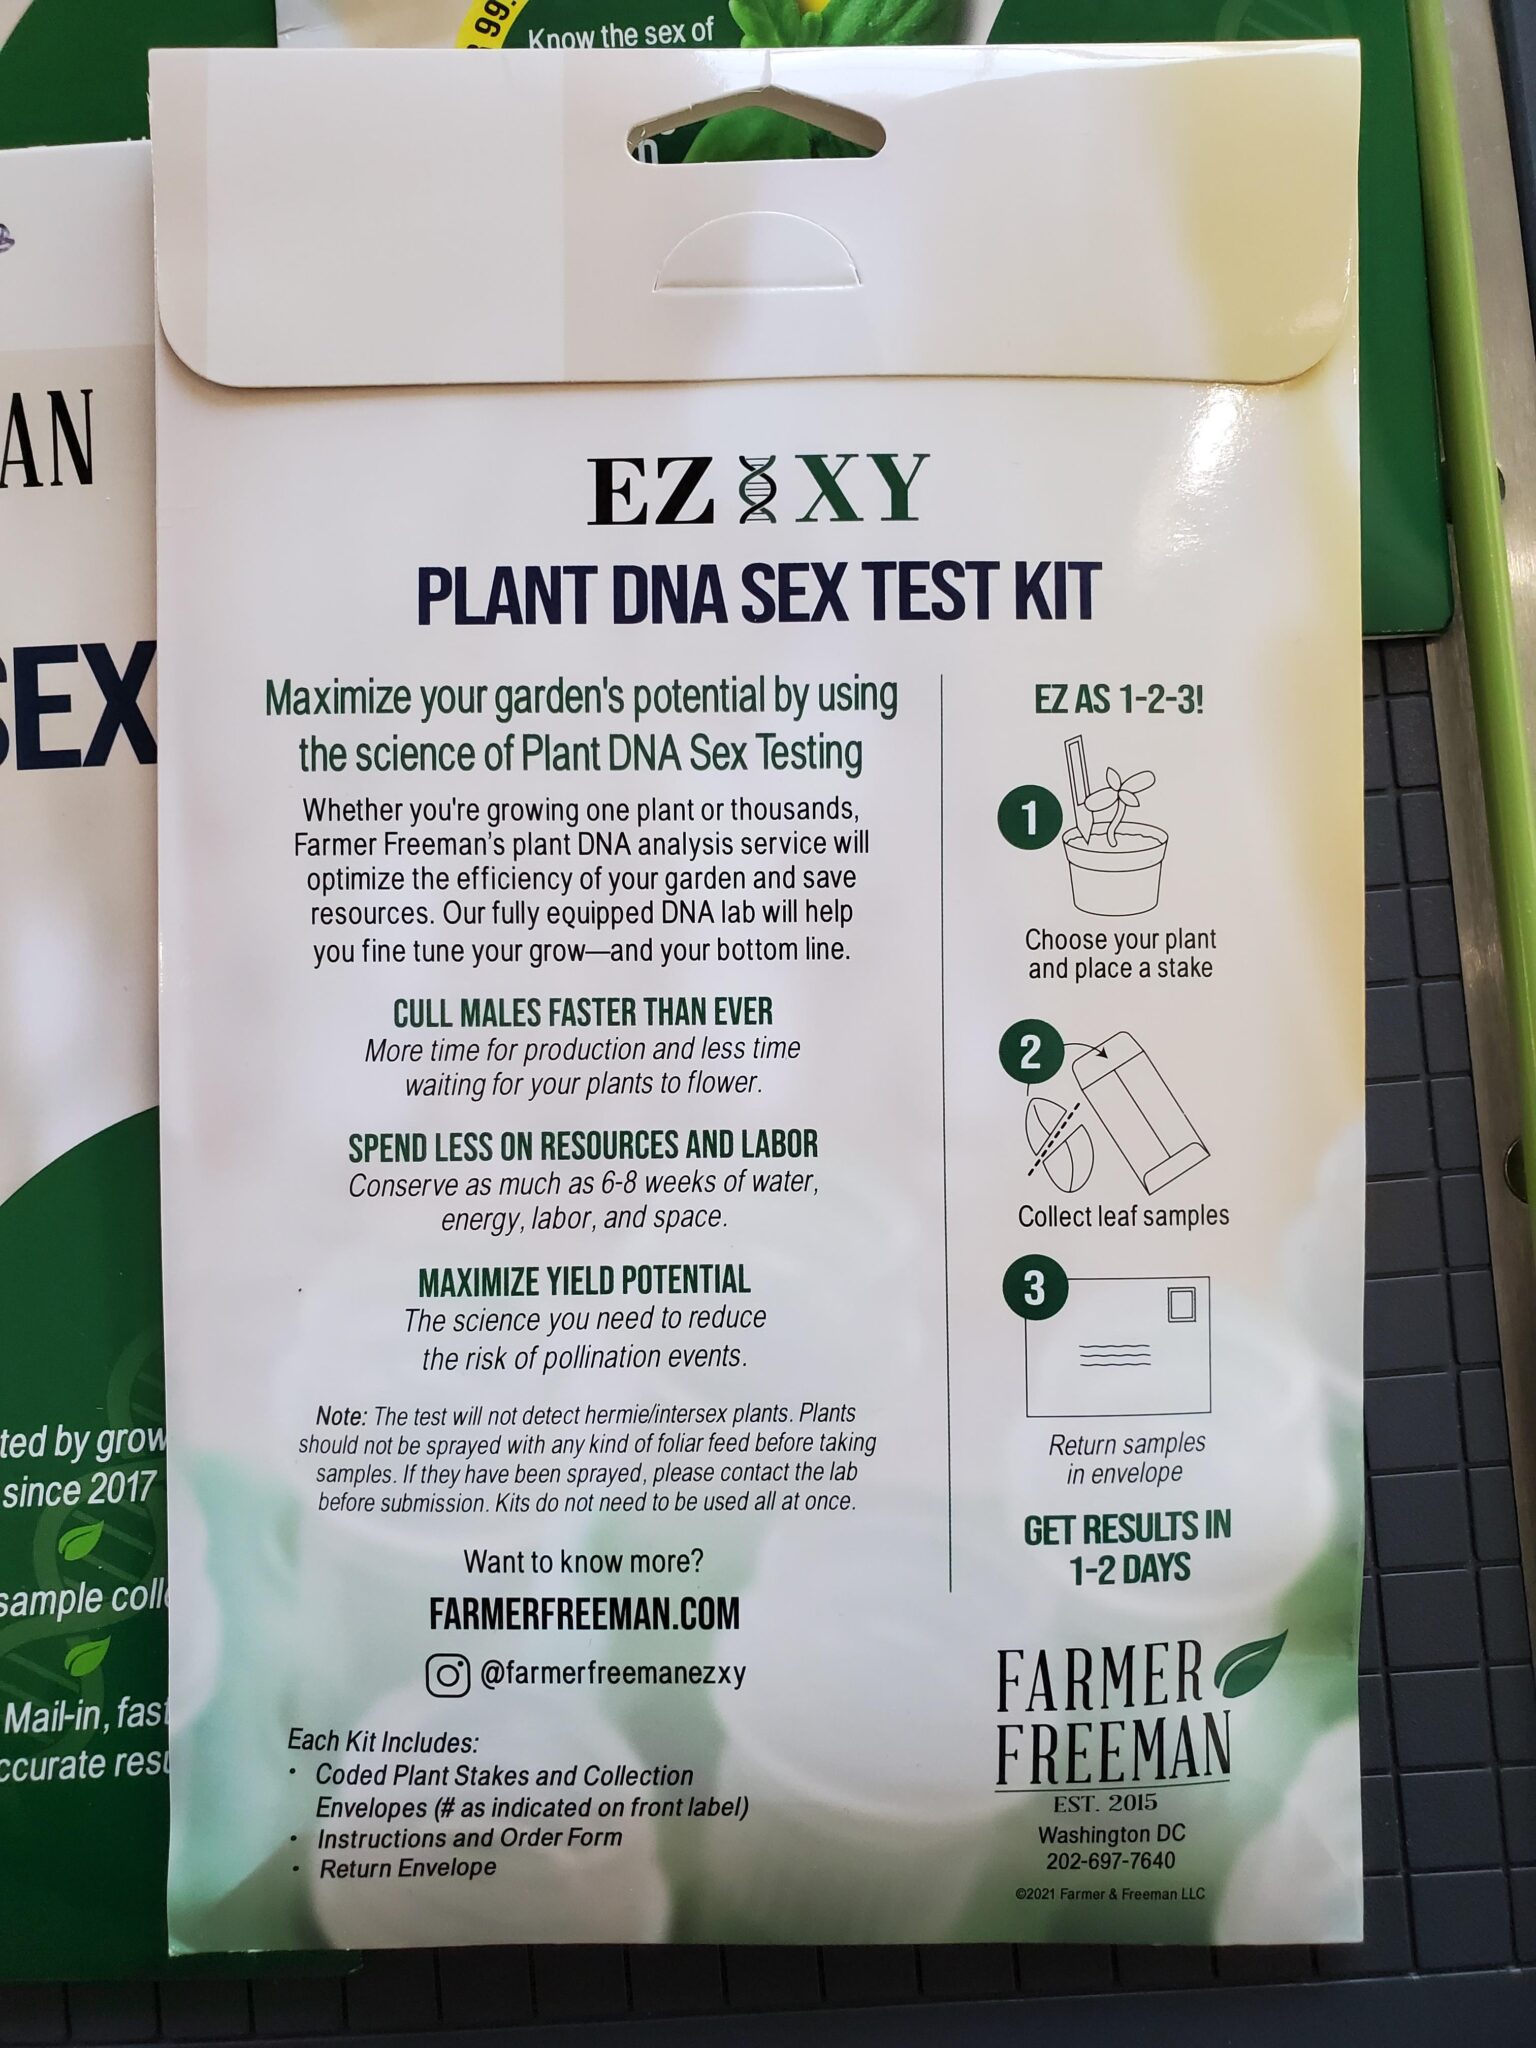 99.
Know the sex of
n
AN
SEX
ted by grow
since 2017
sample coll
Mail-in, fast
ccurate resu
EZ XY
PLANT DNA SEX TEST KIT
Maximize your garden's potential by using
the science of Plant DNA Sex Testing
Whether you're growing one plant or thousands,
Farmer Freeman's plant DNA analysis service will
optimize the efficiency of your garden and save
resources. Our fully equipped DNA lab will help
you fine tune your grow—and your bottom line.
CULL MALES FASTER THAN EVER
More time for production and less time
waiting for your plants to flower.
SPEND LESS ON RESOURCES AND LABOR
Conserve as much as 6-8 weeks of water,
energy, labor, and space.
MAXIMIZE YIELD POTENTIAL
The science you need to reduce
the risk of pollination events.
Note: The test will not detect hermie/intersex plants. Plants
should not be sprayed with any kind of foliar feed before taking
samples. If they have been sprayed, please contact the lab
before submission. Kits do not need to be used all at once.
Want to know more?
FARMERFREEMAN.COM
@farmerfreemanezxy
Each Kit Includes:
• Coded Plant Stakes and Collection
Envelopes (# as indicated on front label)
• Instructions and Order Form
• Return Envelope
EZ AS 1-2-3!
1
Choose your plant
and place a stake
2
Collect leaf samples
3
Return samples
in envelope
GET RESULTS IN
1-2 DAYS
FARMER
FREEMAN
EST. 2015
Washington DC
202-697-7640
©2021 Farmer & Freeman LLC